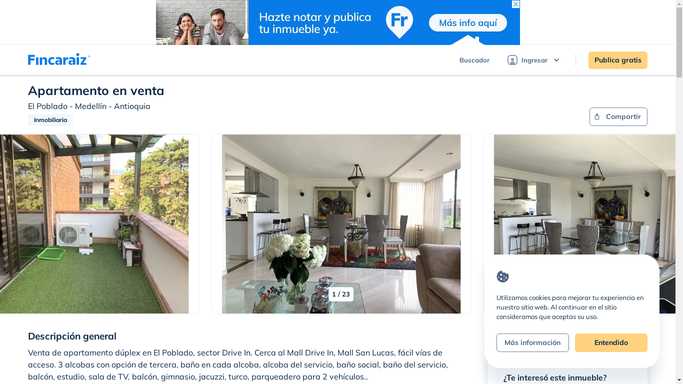 Hazte notar y publica
tu inmueble ya.
Fr
Más info aquí
Fincaraiz
Buscador
Ingresar
Publica gratis
Apartamento en venta
El Poblado - Medellín - Antioquia
Inmobiliaria
Compartir
1 / 23
Utilizamos cookies para mejorar tu experiencia en
nuestro sitio web. Al continuar en el sitio
consideramos que aceptas su uso.
Más información
Entendido
Descripción general
Venta de apartamento dúplex en El Poblado, sector Drive In, Cerca al Mall Drive In, Mall San Lucas, fácil vías de
acceso. 3 alcobas con opción de tercera, baño en cada alcoba, alcoba del servicio, baño social, baño del servicio,
balcón, estudio, sala de TV, balcón, gimnasio, jacuzzi, turco, parqueadero para 2 vehículos..
¿Te interesó este inmueble?